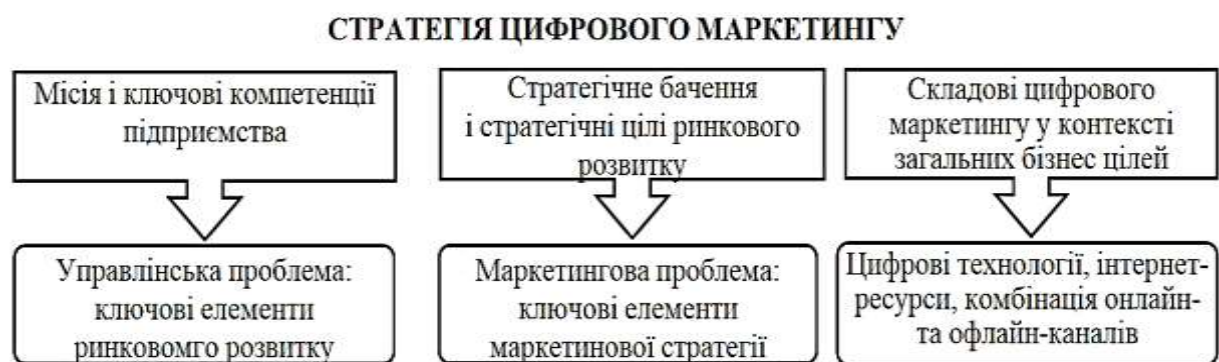 СТРАТЕГІЯ ЦИФРОВОГО МАРКЕТИНГУ
Місія і ключові компетенції
підприємства
Стратегічне бачення
і стратегічні цілі ринкового
розвитку
Складові цифрового
маркетингу у контексті
загальних бізнес цілей
Управлінська проблема:
ключові елементи
ринковомго розвитку
Маркетингова проблема:
ключові елементи
маркетинової стратегії
Цифрові технології, інтернет-
ресурси, комбінація онлайн-
та офлайн-каналів